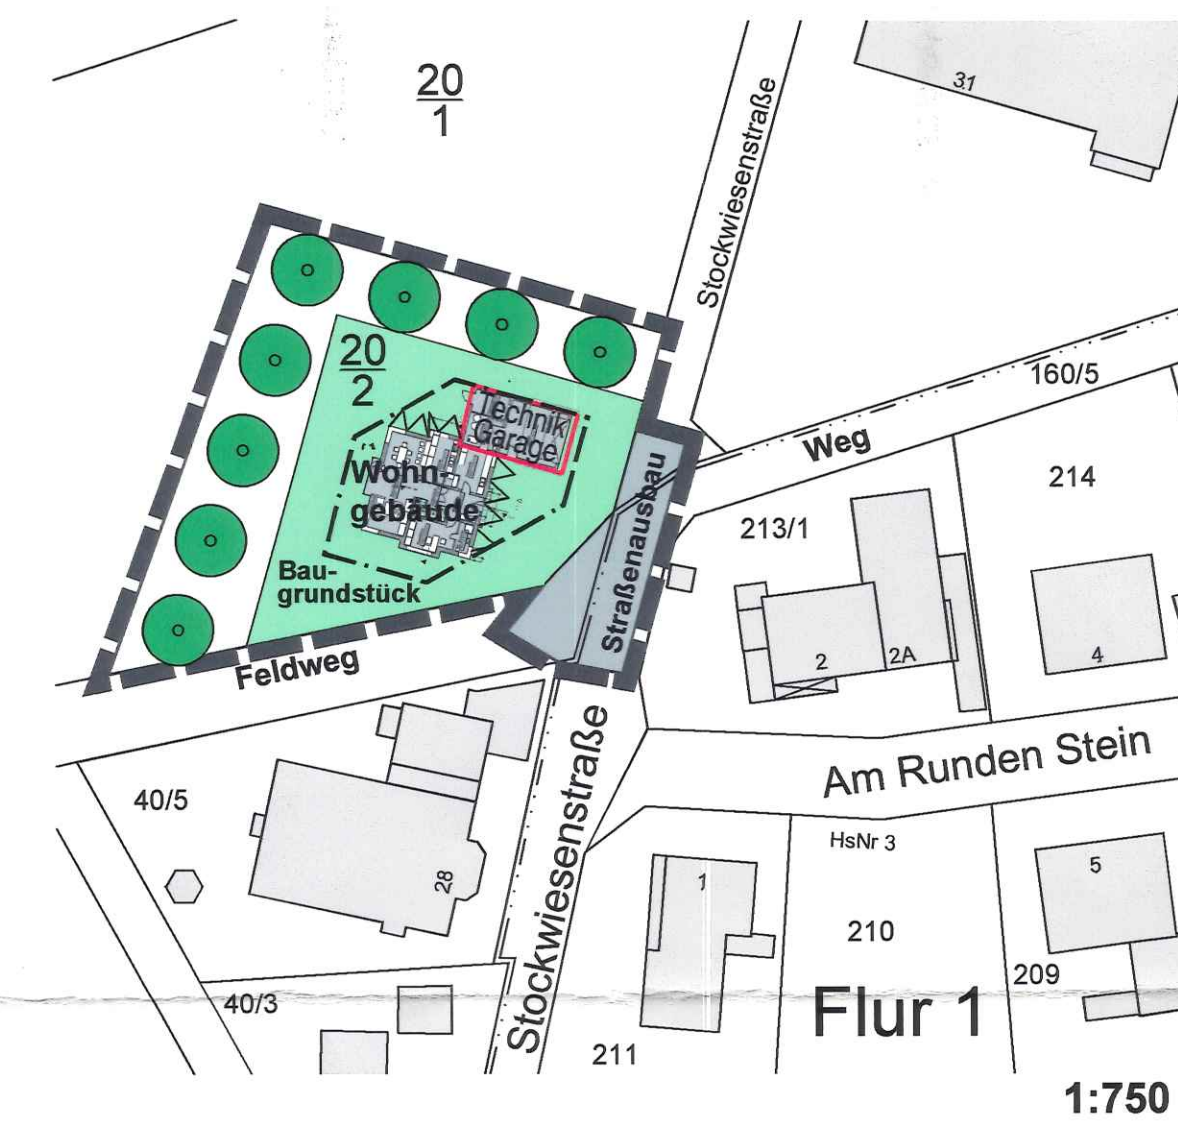 20
1
Stockwiesenstraße
31
20
2
Technik
Garage
160/5
Weg
Wohn-
gebäude
214
213/1
Straßenausbau
Bau-
grundstück
Feldweg
2
2A
4
Am Runden Stein
40/5
Stockwiesenstraße
HsNr 3
28
1
5
210
209
40/3
Flur 1
211
1:750